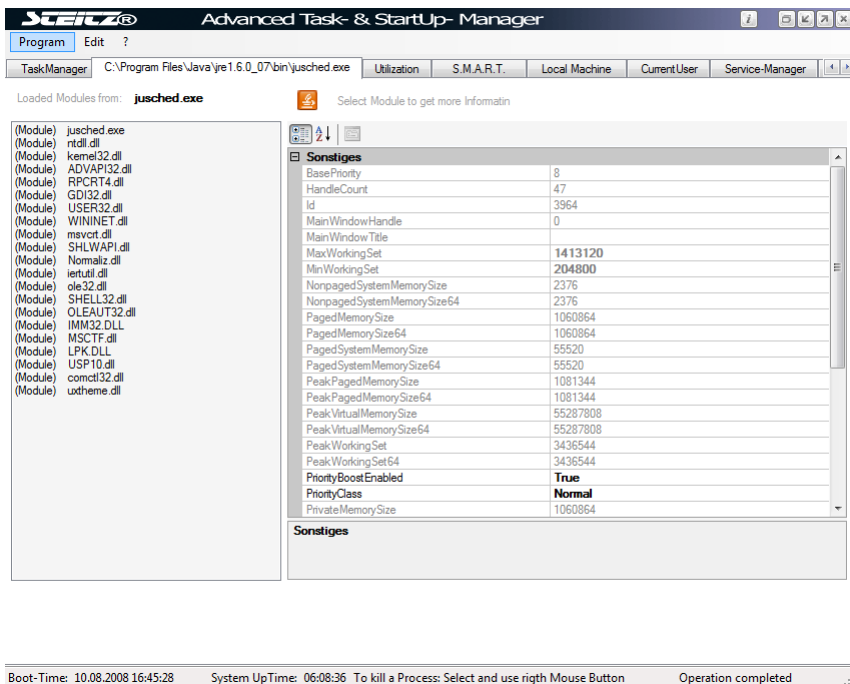 STEITZ® Advanced Task- & StartUp- Manager
Program Edit ?
TaskManager C:\Program Files\Java\jre1.6.0_07\bin\jusched.exe Utilization S.M.A.R.T. Local Machine CurrentUser Service-Manager
Loaded Modules from: jusched.exe
Select Module to get more Informatin
(Module) jusched.exe
(Module) ntdll.dll
(Module) kernel32.dll
(Module) ADVAPI32.dll
(Module) RPCRT4.dll
(Module) GDI32.dll
(Module) USER32.dll
(Module) WININET.dll
(Module) msvcrt.dll
(Module) SHLWAPI.dll
(Module) Normaliz.dll
(Module) iertutil.dll
(Module) ole32.dll
(Module) SHELL32.dll
(Module) OLEAUT32.dll
(Module) IMM32.DLL
(Module) MSCTF.dll
(Module) LPK.DLL
(Module) USP10.dll
(Module) comctl32.dll
(Module) uxtheme.dll
Sonstiges
BasePriority 8
HandleCount 47
Id 3964
MainWindowHandle 0
MainWindowTitle
MaxWorkingSet 1413120
MinWorkingSet 204800
NonpagedSystemMemorySize 2376
NonpagedSystemMemorySize64 2376
PagedMemorySize 1060864
PagedMemorySize64 1060864
PagedSystemMemorySize 55520
PagedSystemMemorySize64 55520
PeakPagedMemorySize 1081344
PeakPagedMemorySize64 1081344
PeakVirtualMemorySize 55287808
PeakVirtualMemorySize64 55287808
PeakWorkingSet 3436544
PeakWorkingSet64 3436544
PriorityBoostEnabled True
PriorityClass Normal
PrivateMemorySize 1060864
Sonstiges
Boot-Time: 10.08.2008 16:45:28 System UpTime: 06:08:36 To kill a Process: Select and use rigth Mouse Button Operation completed